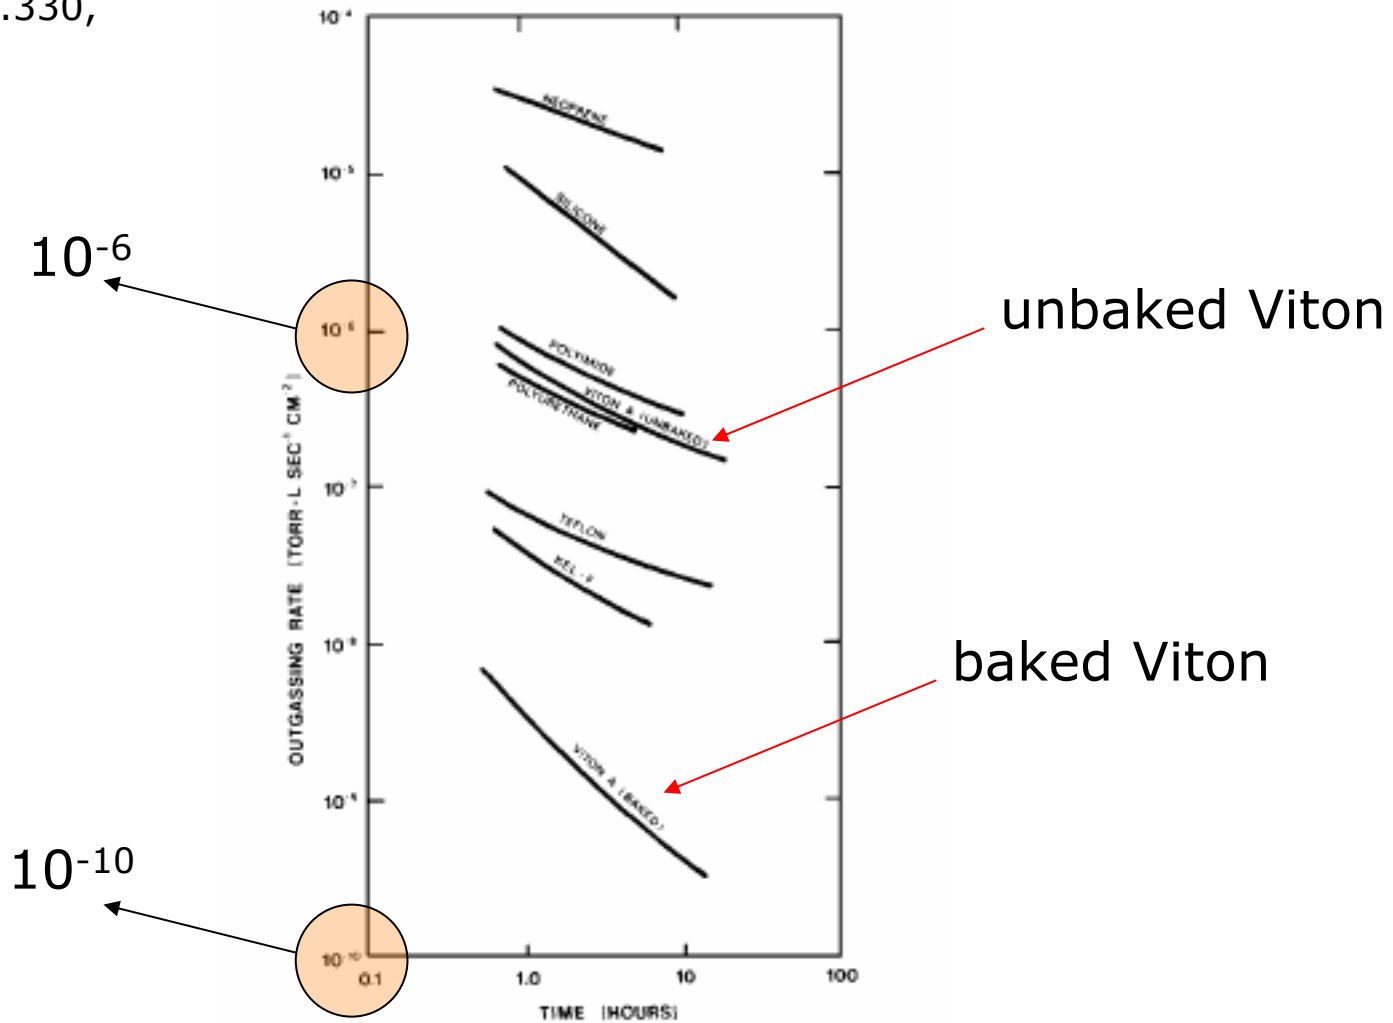 .330,
10⁻⁴
NEOPRENE
10⁻⁵
SILICONE
10⁻⁶
10⁻⁶
unbaked Viton
POLYIMIDE
VITON A (UNBAKED)
POLYURETHANE
OUTGASSING RATE [TORR-L SEC⁻¹ CM⁻²]
10⁻⁷
TEFLON
KEL-F
10⁻⁸
baked Viton
VITON A (BAKED)
10⁻⁹
10⁻¹⁰
10⁻¹⁰
0.1 1.0 10 100
TIME [HOURS]